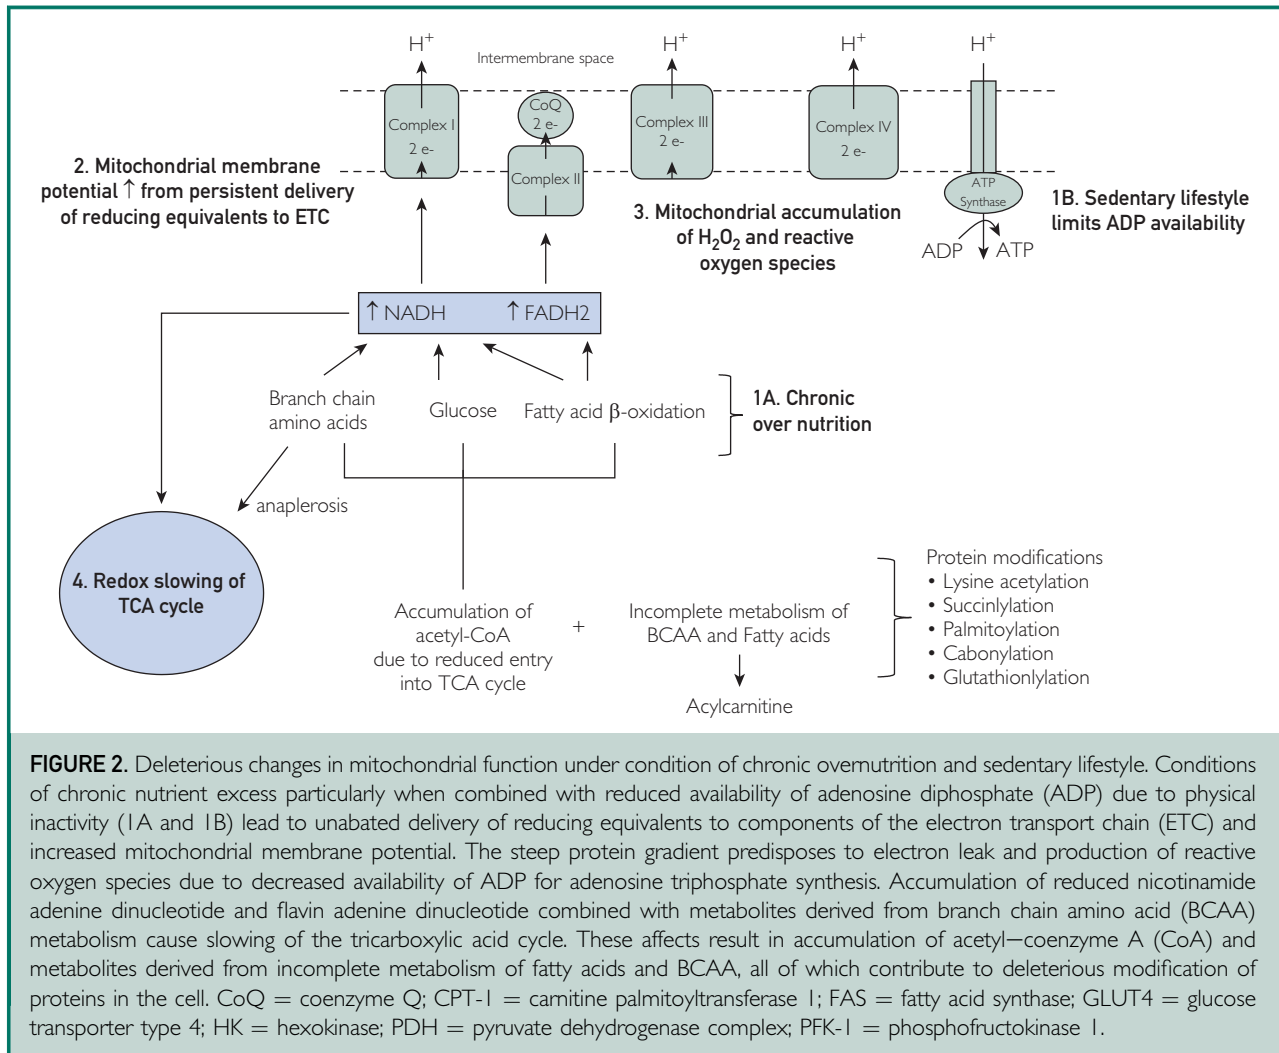 H+
H+
H+
H+
Intermembrane space
Complex I
2 e-
CoQ
2 e-
Complex II
Complex III
2 e-
Complex IV
2 e-
ATP
Synthase
ADP
ATP
2. Mitochondrial membrane
potential ↑ from persistent delivery
of reducing equivalents to ETC
3. Mitochondrial accumulation
of H₂O₂ and reactive
oxygen species
1B. Sedentary lifestyle
limits ADP availability
↑ NADH ↑ FADH2
Branch chain
amino acids
Glucose
Fatty acid β-oxidation
1A. Chronic
over nutrition
anaplerosis
4. Redox slowing of
TCA cycle
Accumulation of
acetyl-CoA
due to reduced entry
into TCA cycle
+
Incomplete metabolism of
BCAA and Fatty acids
Acylcarnitine
Protein modifications
• Lysine acetylation
• Succinlylation
• Palmitoylation
• Cabonylation
• Glutathionlylation
FIGURE 2. Deleterious changes in mitochondrial function under condition of chronic overnutrition and sedentary lifestyle. Conditions
of chronic nutrient excess particularly when combined with reduced availability of adenosine diphosphate (ADP) due to physical
inactivity (1A and 1B) lead to unabated delivery of reducing equivalents to components of the electron transport chain (ETC) and
increased mitochondrial membrane potential. The steep protein gradient predisposes to electron leak and production of reactive
oxygen species due to decreased availability of ADP for adenosine triphosphate synthesis. Accumulation of reduced nicotinamide
adenine dinucleotide and flavin adenine dinucleotide combined with metabolites derived from branch chain amino acid (BCAA)
metabolism cause slowing of the tricarboxylic acid cycle. These affects result in accumulation of acetyl–coenzyme A (CoA) and
metabolites derived from incomplete metabolism of fatty acids and BCAA, all of which contribute to deleterious modification of
proteins in the cell. CoQ = coenzyme Q; CPT-1 = carnitine palmitoyltransferase 1; FAS = fatty acid synthase; GLUT4 = glucose
transporter type 4; HK = hexokinase; PDH = pyruvate dehydrogenase complex; PFK-1 = phosphofructokinase 1.